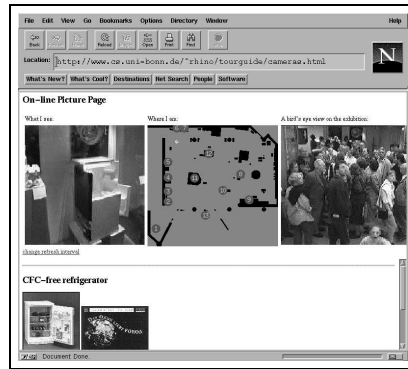 File Edit View Go Bookmarks Options Directory Window Help
Back Reload Open Print Find
Location: http://www.cs.uni-bonn.de/~rhino/tourguide/cameras.html
What's New? What's Cool? Destinations Net Search People Software
N
On-line Picture Page
What I see: Where I am: A bird's eye view on the exhibition:
change refresh interval
CFC-free refrigerator
Document Done.